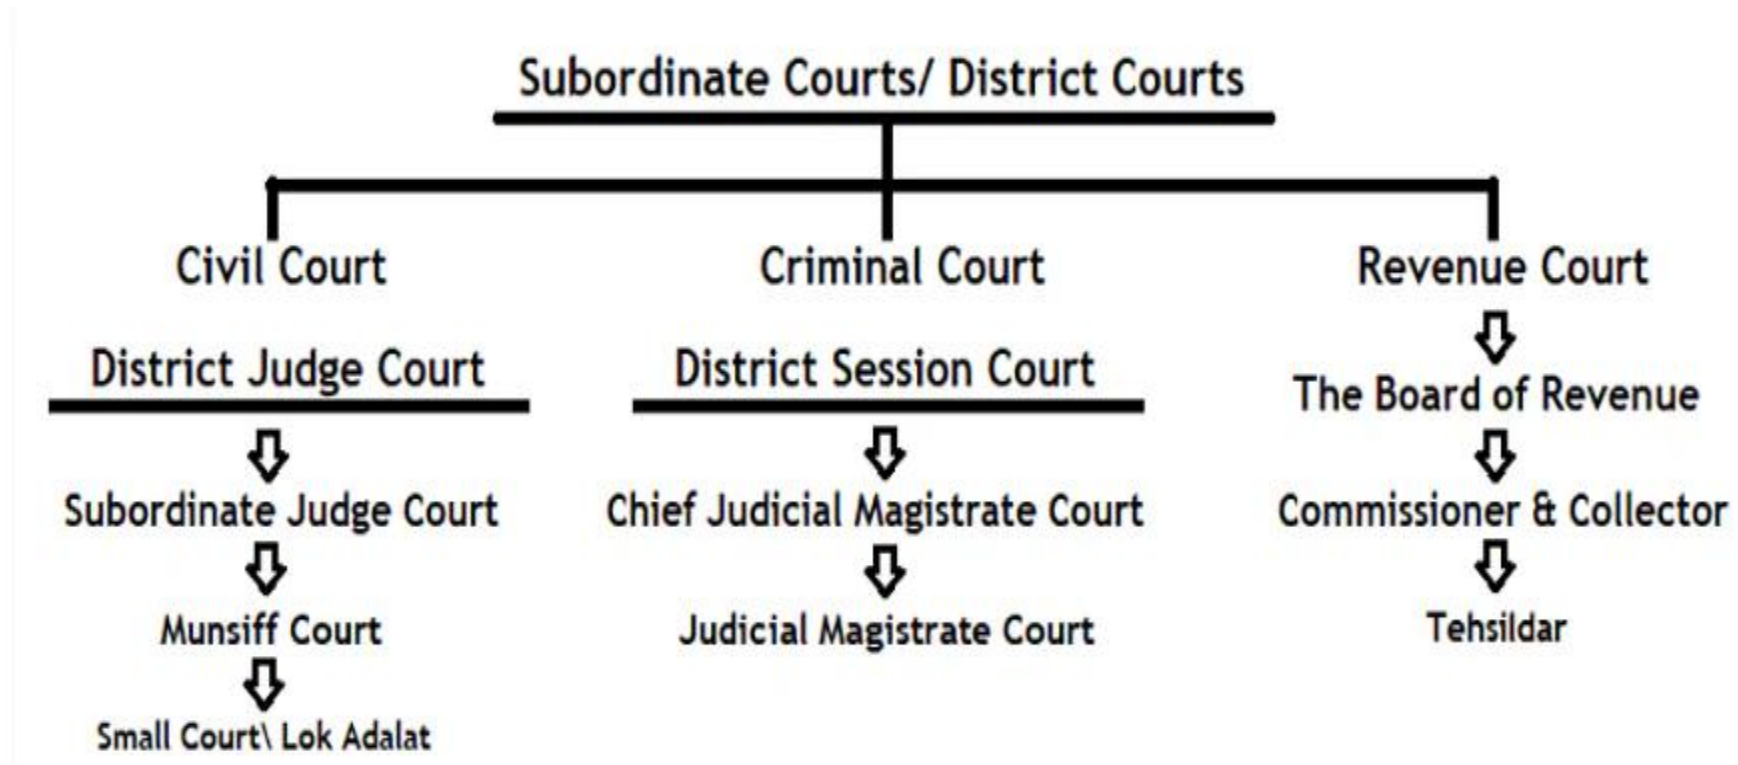 Subordinate Courts/ District Courts
Civil Court
Criminal Court
Revenue Court
District Judge Court
District Session Court
The Board of Revenue
Subordinate Judge Court
Chief Judicial Magistrate Court
Commissioner & Collector
Munsiff Court
Judicial Magistrate Court
Tehsildar
Small Court\ Lok Adalat